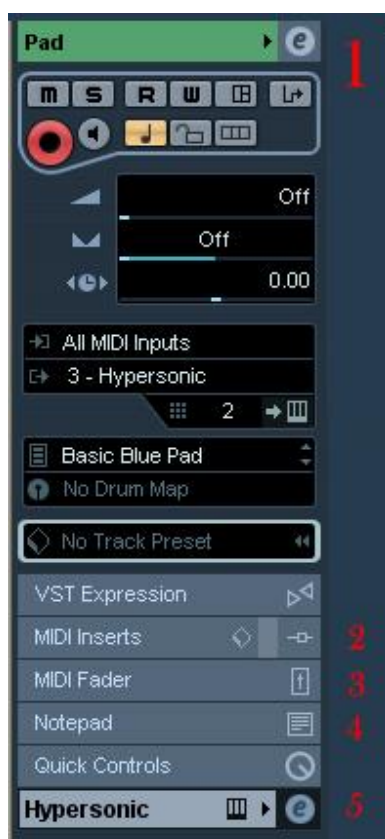 Pad e 1
M S R W
Off
Off
0.00
All MIDI Inputs
3 - Hypersonic
2
Basic Blue Pad
No Drum Map
No Track Preset
VST Expression
MIDI Inserts 2
MIDI Fader 3
Notepad 4
Quick Controls
Hypersonic e 5